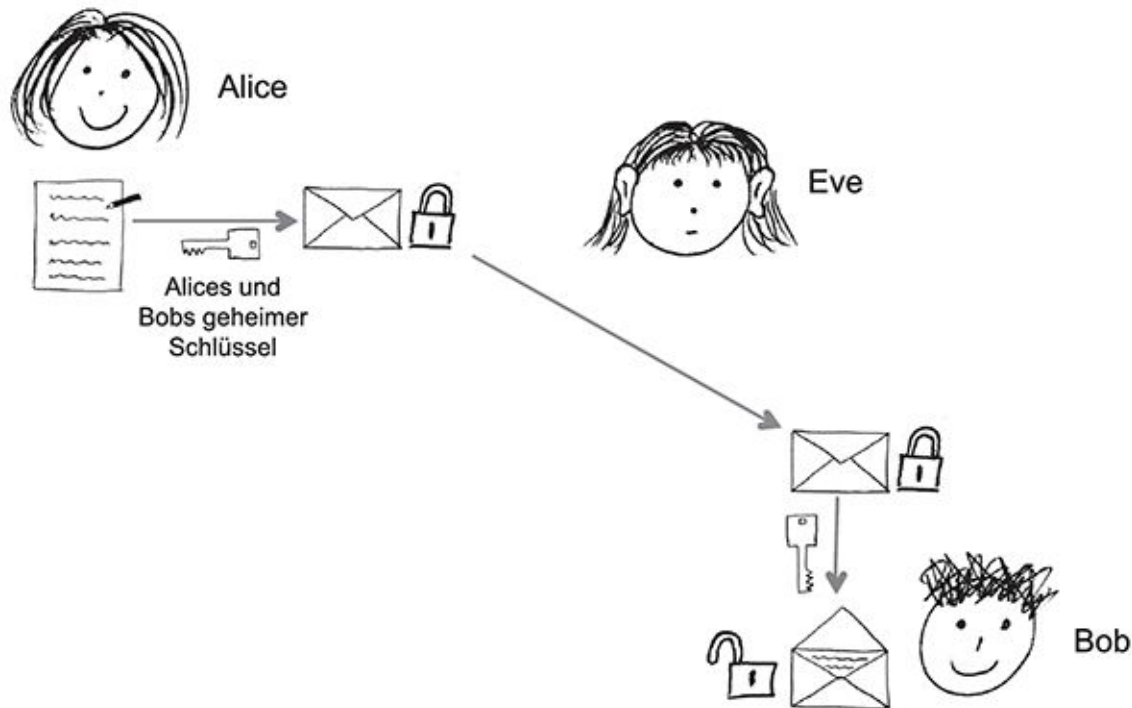 Alice
Eve
Alices und
Bobs geheimer
Schlüssel
Bob